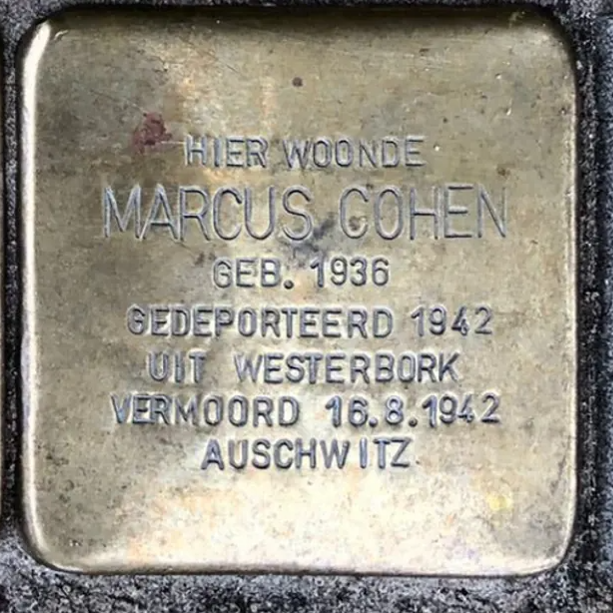 HIER WOONDE
MARCUS COHEN
GEB. 1936
GEDEPORTEERD 1942
UIT WESTERBORK
VERMOORD 16.8.1942
AUSCHWITZ